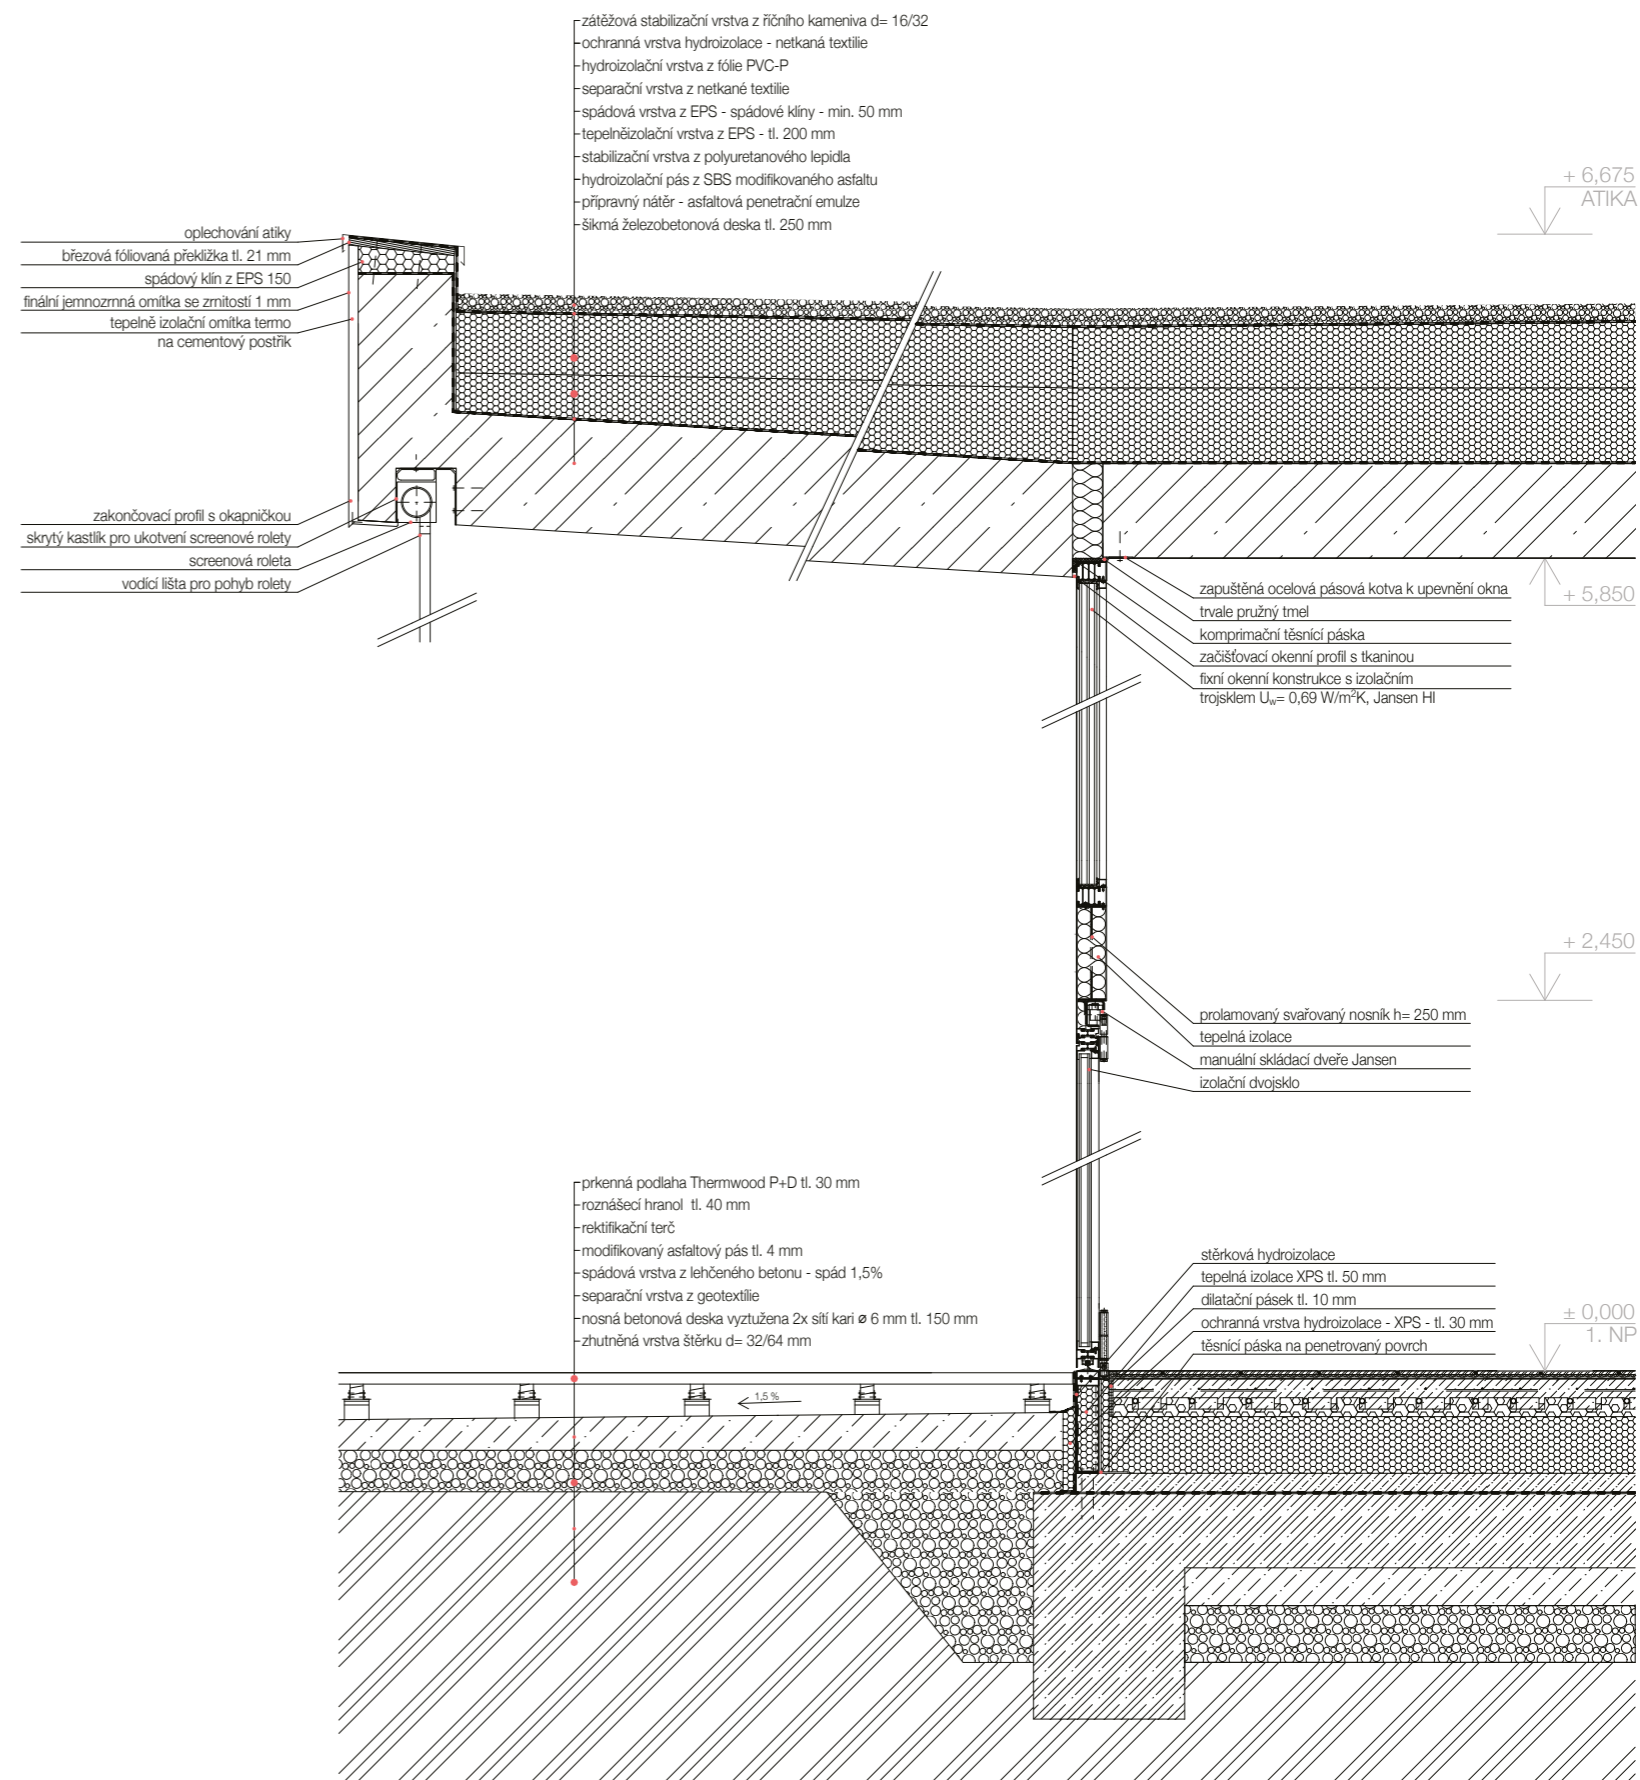 zátěžová stabilizační vrstva z říčního kameniva d= 16/32
ochranná vrstva hydroizolace - netkaná textilie
hydroizolační vrstva z fólie PVC-P
separační vrstva z netkané textilie
spádová vrstva z EPS - spádové klíny - min. 50 mm
tepelněizolační vrstva z EPS - tl. 200 mm
stabilizační vrstva z polyuretanového lepidla
hydroizolační pás z SBS modifikovaného asfaltu
přípravný nátěr - asfaltová penetrační emulze
šikmá železobetonová deska tl. 250 mm
+ 6,675
ATIKA
oplechování atiky
březová fóliovaná překližka tl. 21 mm
spádový klín z EPS 150
finální jemnozrnná omítka se zrnitostí 1 mm
tepelně izolační omítka termo
na cementový postřik
zakončovací profil s okapničkou
skrytý kastlík pro ukotvení screenové rolety
screenová roleta
vodící lišta pro pohyb rolety
zapuštěná ocelová pásová kotva k upevnění okna
trvale pružný tmel
komprimační těsnící páska
začišťovací okenní profil s tkaninou
fixní okenní konstrukce s izolačním
trojsklem Uw= 0,69 W/m²K, Jansen HI
+ 5,850
+ 2,450
prolamovaný svařovaný nosník h= 250 mm
tepelná izolace
manuální skládací dveře Jansen
izolační dvojsklo
prkenná podlaha Thermwood P+D tl. 30 mm
roznášecí hranol tl. 40 mm
rektifikační terč
modifikovaný asfaltový pás tl. 4 mm
spádová vrstva z lehčeného betonu - spád 1,5%
separační vrstva z geotextílie
nosná betonová deska vyztužena 2x sítí kari ø 6 mm tl. 150 mm
zhutněná vrstva štěrku d= 32/64 mm
stěrková hydroizolace
tepelná izolace XPS tl. 50 mm
dilatační pásek tl. 10 mm
ochranná vrstva hydroizolace - XPS - tl. 30 mm
těsnící páska na penetrovaný povrch
± 0,000
1. NP
1,5 %